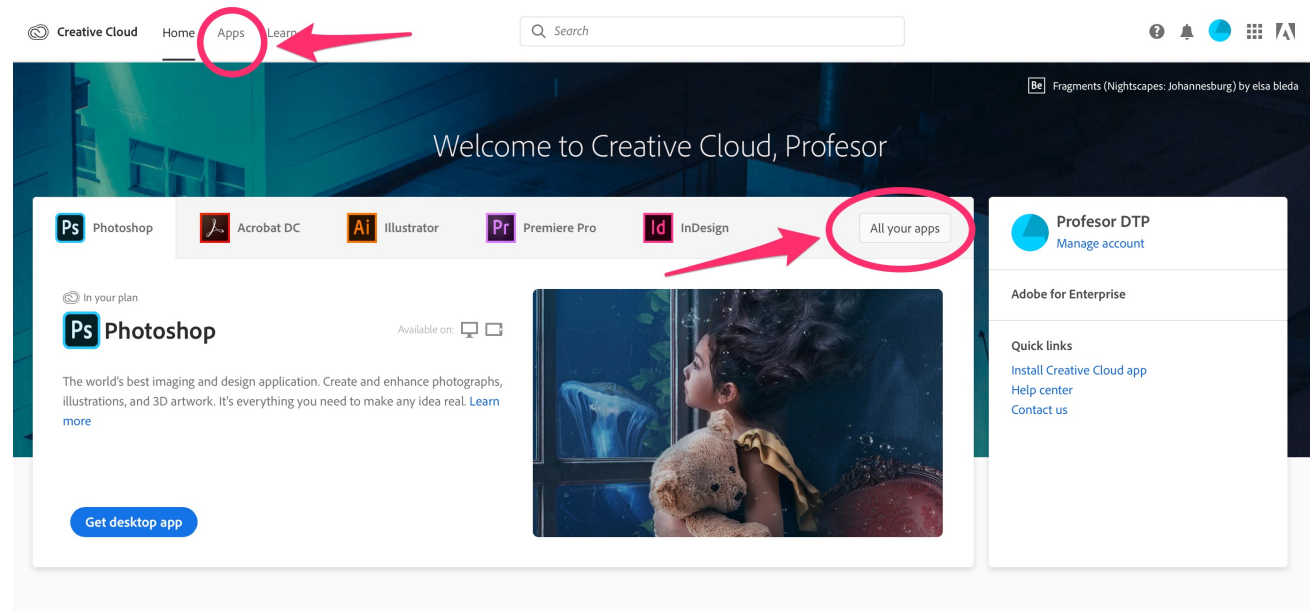 Creative Cloud Home Apps Learn Search
Be Fragments (Nightscapes: Johannesburg) by elsa bleda
Welcome to Creative Cloud, Profesor
Ps Photoshop Acrobat DC Ai Illustrator Pr Premiere Pro Id InDesign All your apps
In your plan
Ps Photoshop Available on:
The world's best imaging and design application. Create and enhance photographs,
illustrations, and 3D artwork. It's everything you need to make any idea real. Learn
more
Get desktop app
Profesor DTP
Manage account
Adobe for Enterprise
Quick links
Install Creative Cloud app
Help center
Contact us